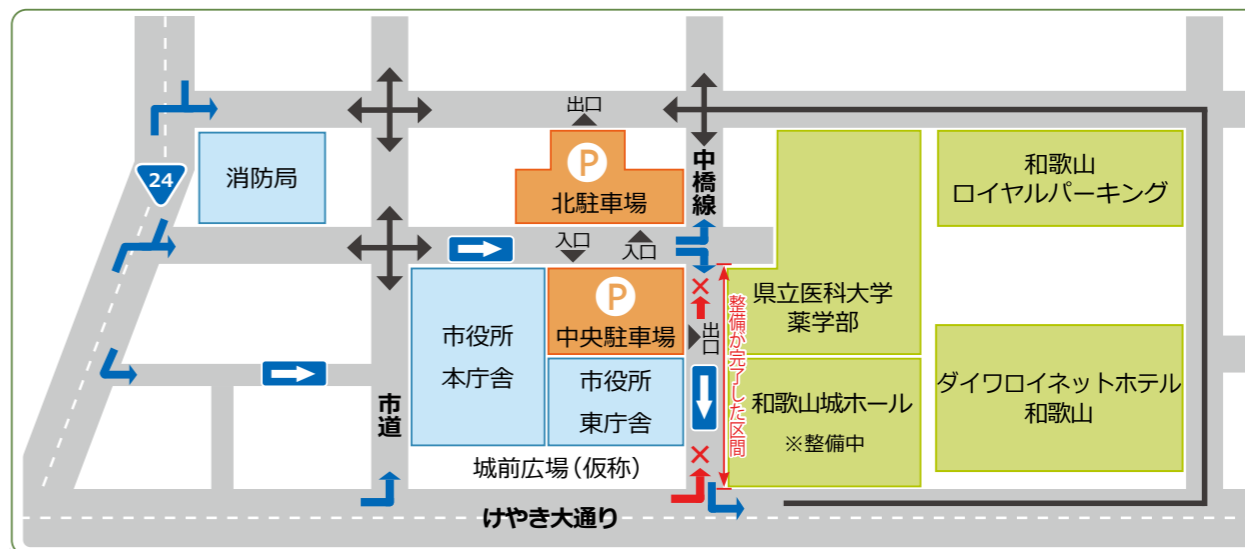 出口
24
消防局
P
北駐車場
中橋線
和歌山
ロイヤルパーキング
入口
入口
市役所
本庁舎
P
中央駐車場
出口
整備が完了した区間
県立医科大学
薬学部
市役所
東庁舎
市道
和歌山城ホール
※整備中
ダイワロイネットホテル
和歌山
城前広場(仮称)
けやき大通り